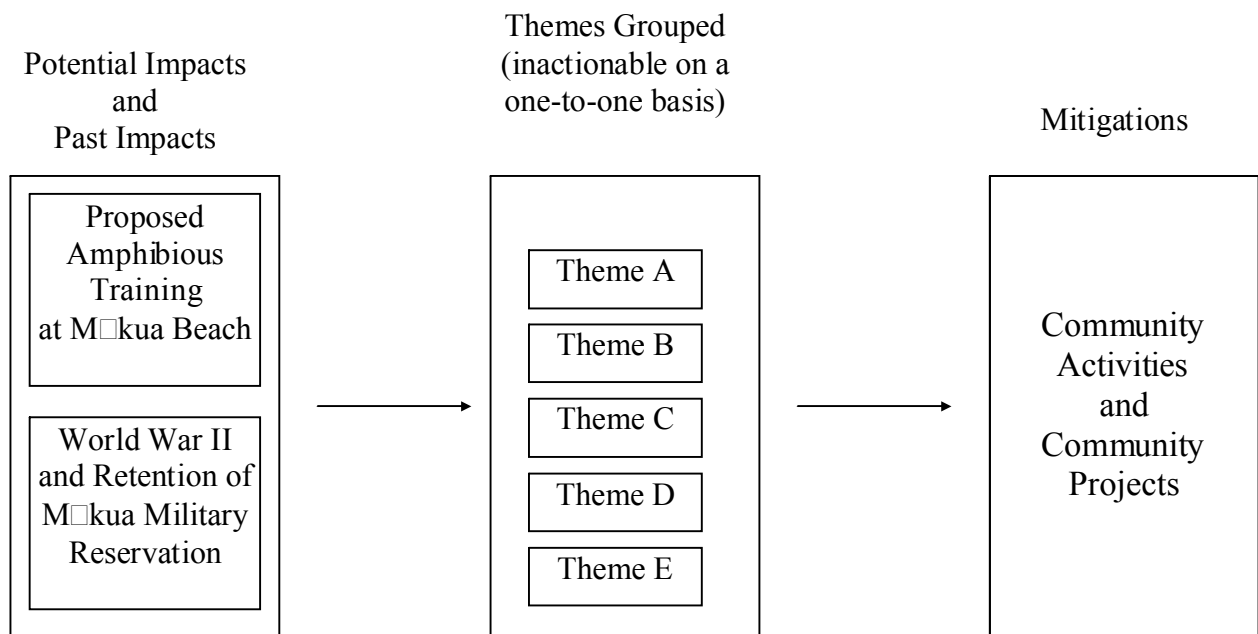 Potential Impacts
and
Past Impacts
Proposed
Amphibious
Training
at M□kua Beach
World War II
and Retention of
M□kua Military
Reservation
Themes Grouped
(inactionable on a
one-to-one basis)
Theme A
Theme B
Theme C
Theme D
Theme E
Mitigations
Community
Activities
and
Community
Projects